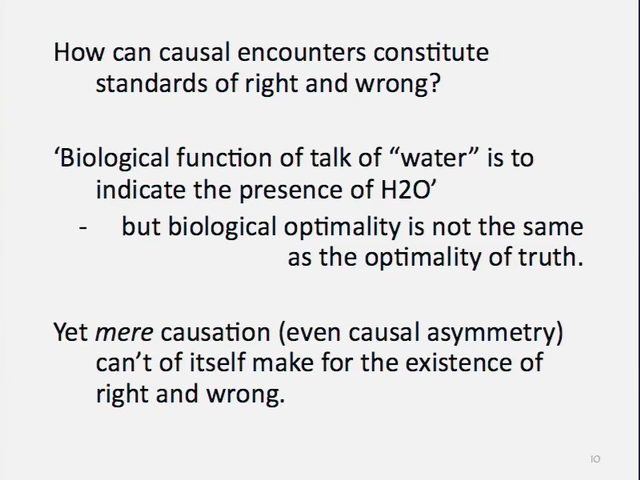 How can causal encounters constitute
standards of right and wrong?
‘Biological function of talk of “water” is to
indicate the presence of H2O’
- but biological optimality is not the same
as the optimality of truth.
Yet mere causation (even causal asymmetry)
can’t of itself make for the existence of
right and wrong.
10